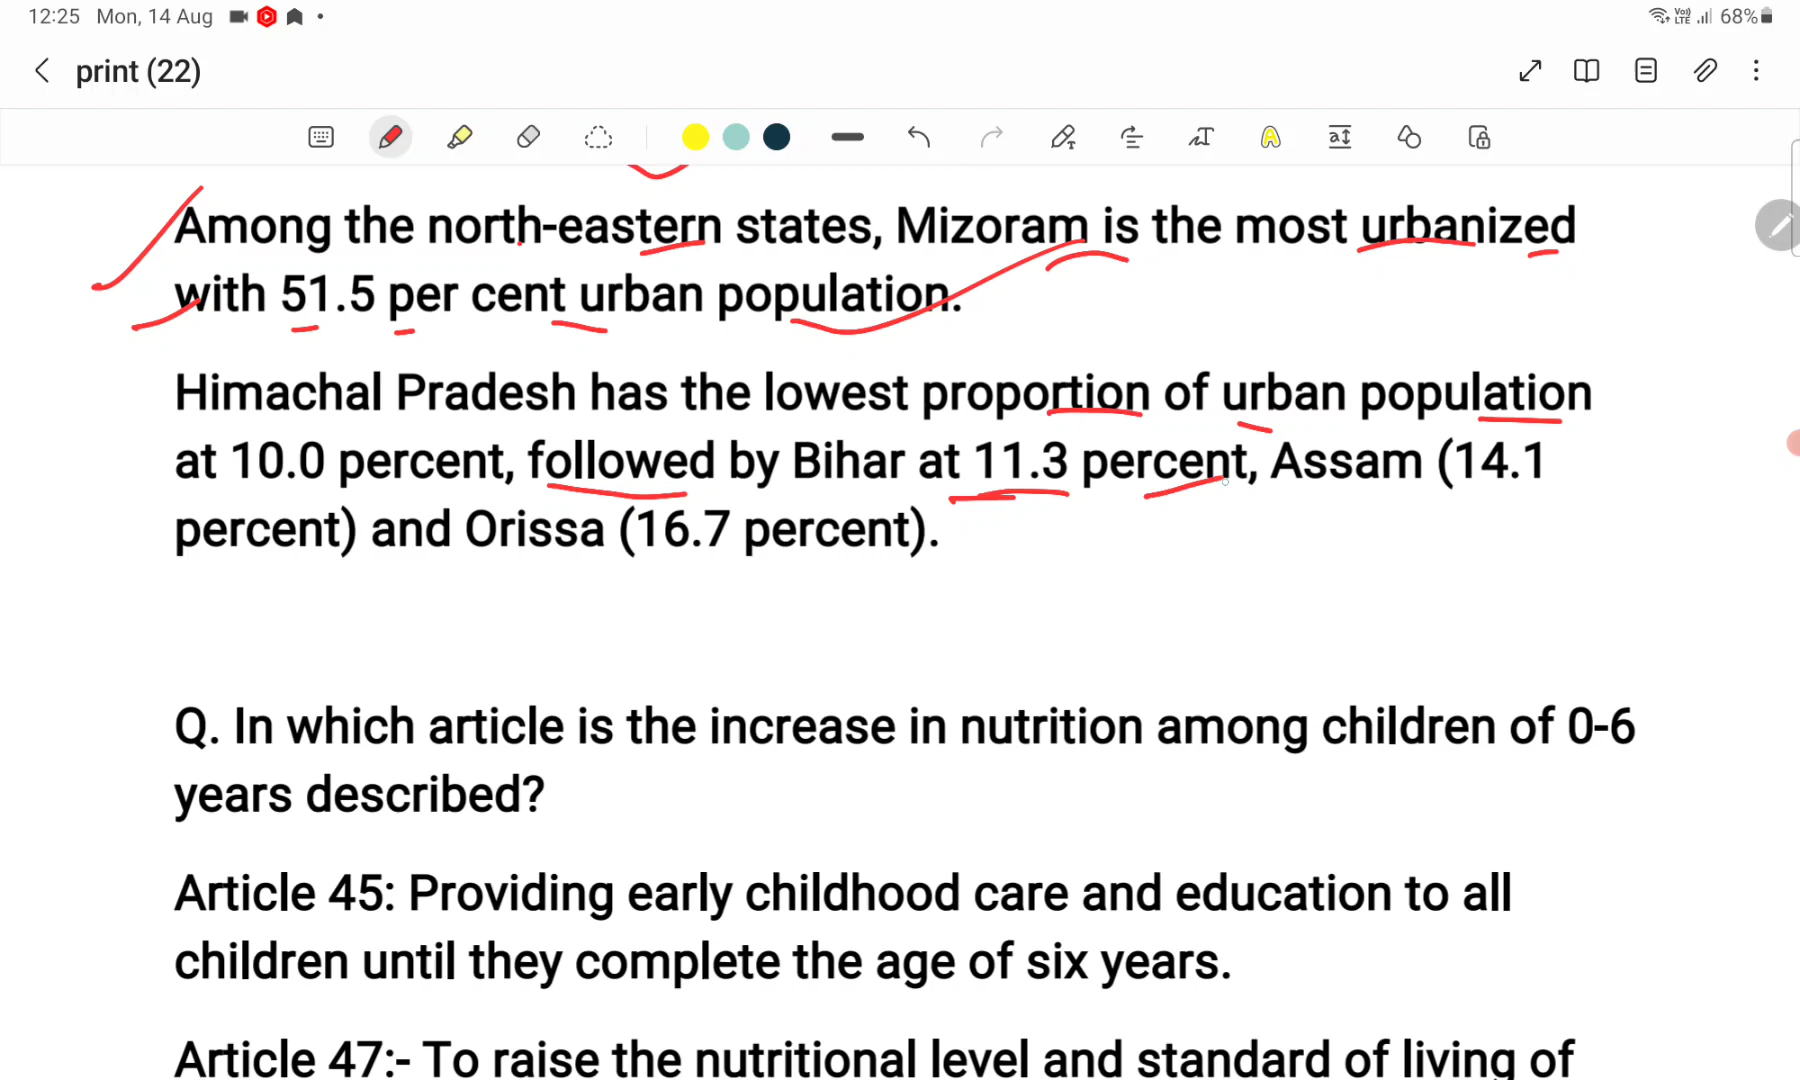 12:25 Mon, 14 Aug 68%
print (22)
Among the north-eastern states, Mizoram is the most urbanized
with 51.5 per cent urban population.
Himachal Pradesh has the lowest proportion of urban population
at 10.0 percent, followed by Bihar at 11.3 percent, Assam (14.1
percent) and Orissa (16.7 percent).
Q. In which article is the increase in nutrition among children of 0-6
years described?
Article 45: Providing early childhood care and education to all
children until they complete the age of six years.
Article 47:- To raise the nutritional level and standard of living of